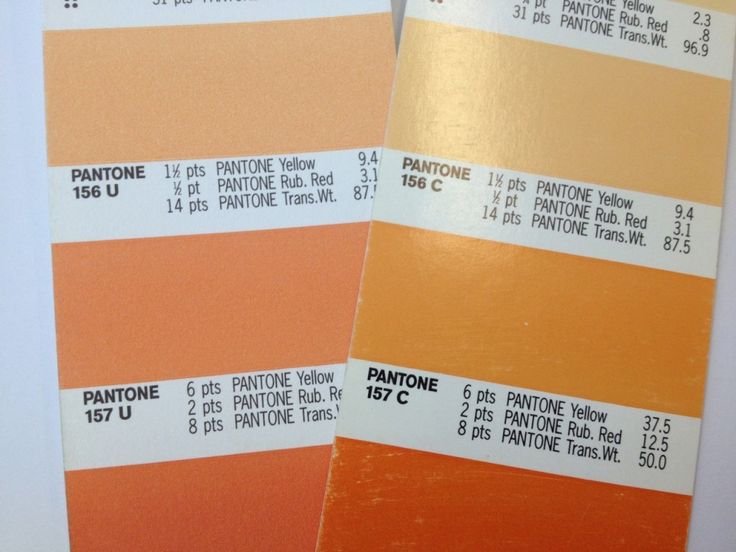 31 pts PANTONE Trans.Wt.
PANTONE 1½ pts PANTONE Yellow 9.4
156 U ½ pt PANTONE Rub. Red 3.1
14 pts PANTONE Trans.Wt. 87.5
PANTONE 6 pts PANTONE Yellow
157 U 2 pts PANTONE Rub. Re
8 pts PANTONE Trans.W
PANTONE Yellow 2.3
PANTONE Rub. Red .8
31 pts PANTONE Trans.Wt. 96.9
PANTONE 1½ pts PANTONE Yellow 9.4
156 C ½ pt PANTONE Rub. Red 3.1
14 pts PANTONE Trans.Wt. 87.5
PANTONE 6 pts PANTONE Yellow 37.5
157 C 2 pts PANTONE Rub. Red 12.5
8 pts PANTONE Trans.Wt. 50.0